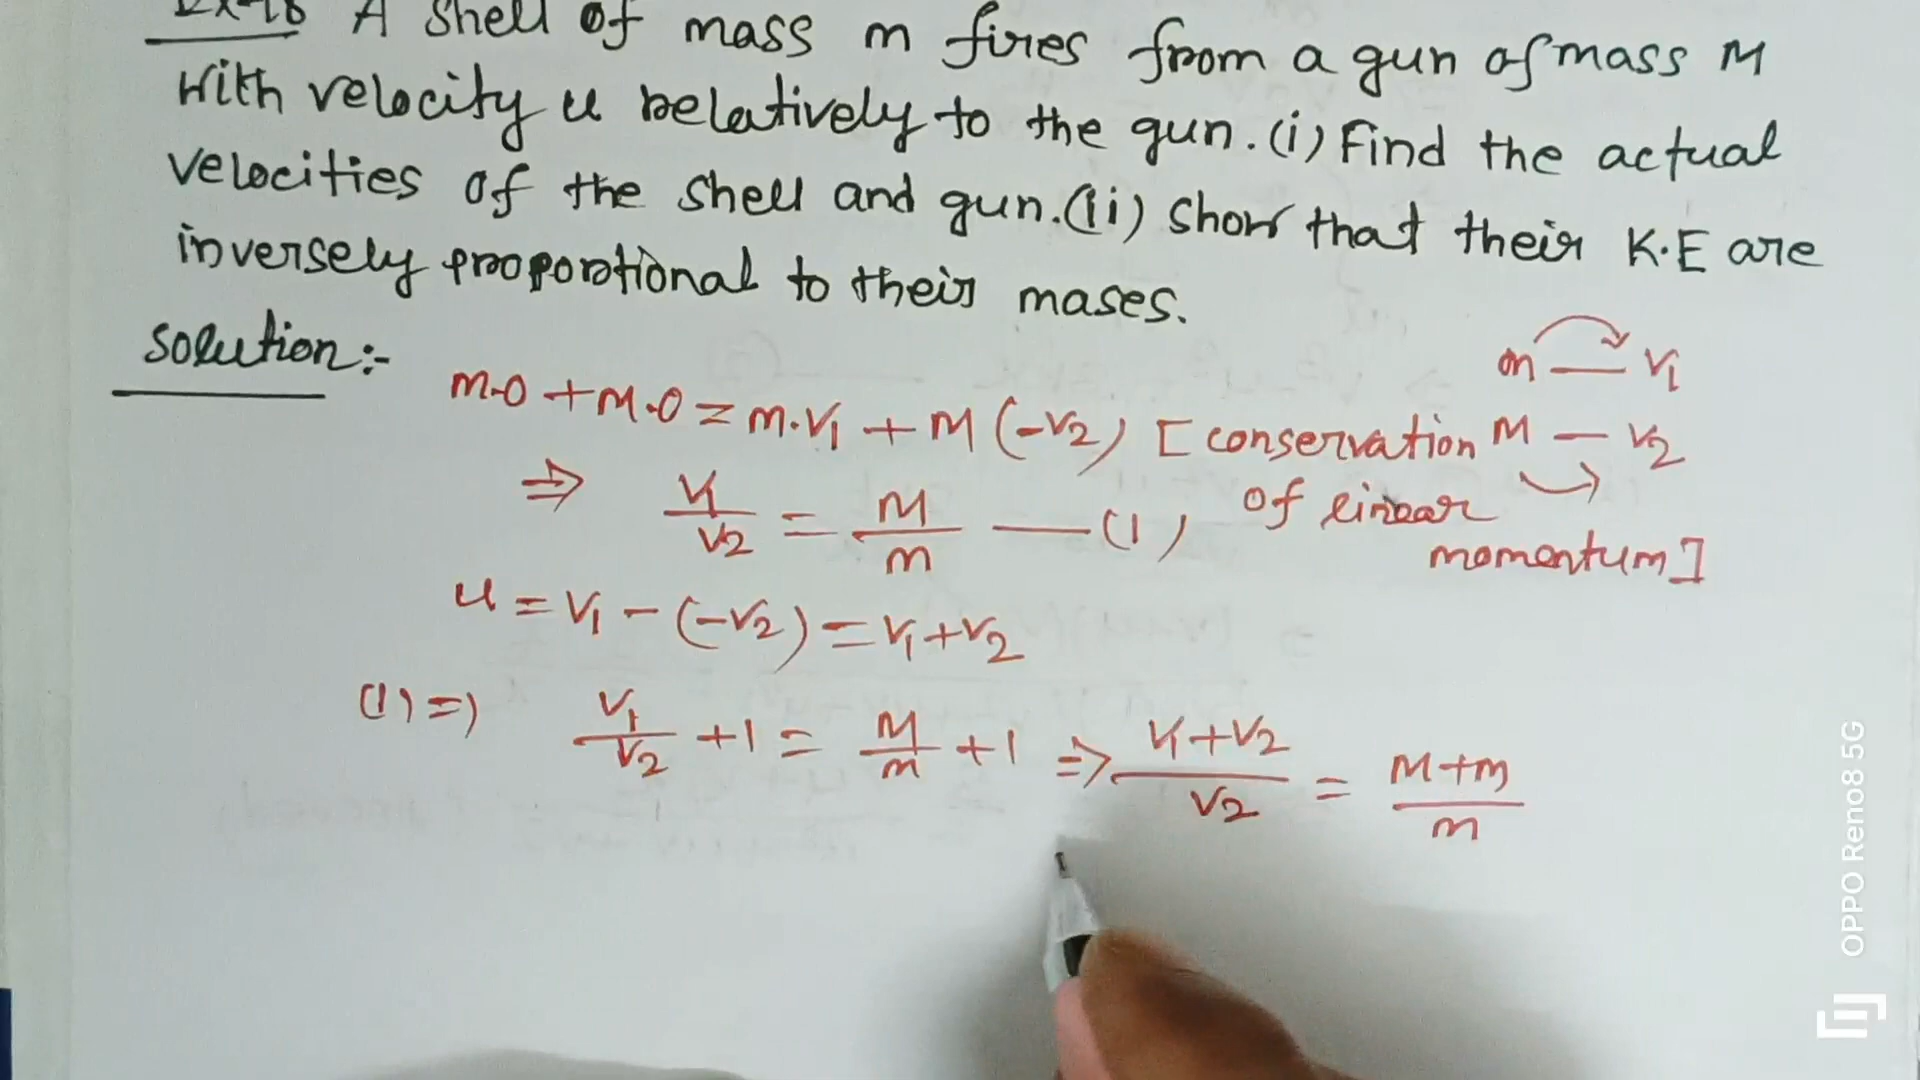 A shell of mass m fires from a gun of mass M
with velocity u relatively to the gun. (i) Find the actual
velocities of the shell and gun. (ii) Show that their K.E are
inversely proportional to their mases.
Solution:-
m → v₁
m.0 + M.0 = m.v₁ + M (-v₂) [conservation
M — v₂
of linear
momentum]
⇒ v₁/v₂ = M/m — (1)
u = v₁ - (-v₂) = v₁+v₂
(1) ⇒ v₁/v₂ +1 = M/m +1 ⇒ v₁+v₂/v₂ = M+m/m
OPPO Reno8 5G